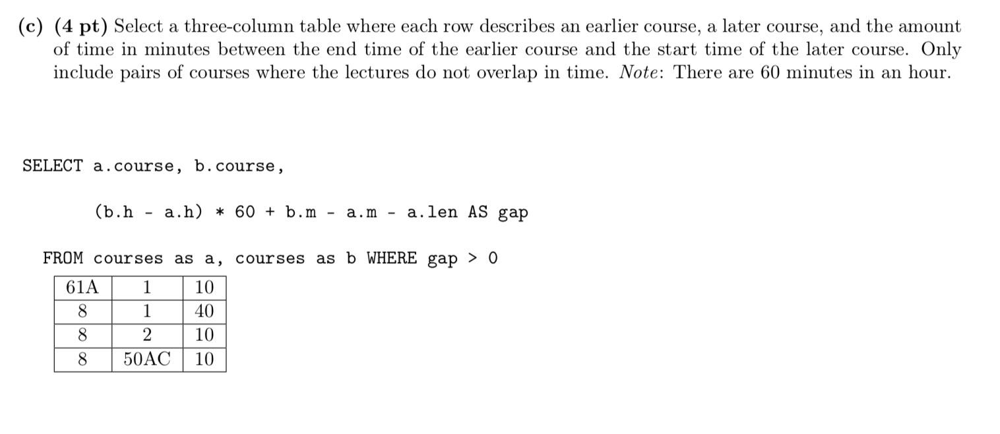 (c) (4 pt) Select a three-column table where each row describes an earlier course, a later course, and the amount
of time in minutes between the end time of the earlier course and the start time of the later course. Only
include pairs of courses where the lectures do not overlap in time. Note: There are 60 minutes in an hour.
SELECT a.course, b.course,
(b.h - a.h) * 60 + b.m - a.m - a.len AS gap
FROM courses as a, courses as b WHERE gap > 0
61A 1 10
8 1 40
8 2 10
8 50AC 10